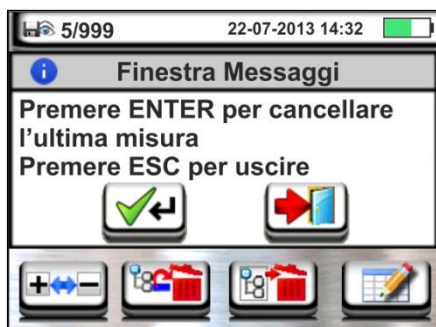 5/999 22-07-2013 14:32
Finestra Messaggi
Premere ENTER per cancellare
l'ultima misura
Premere ESC per uscire